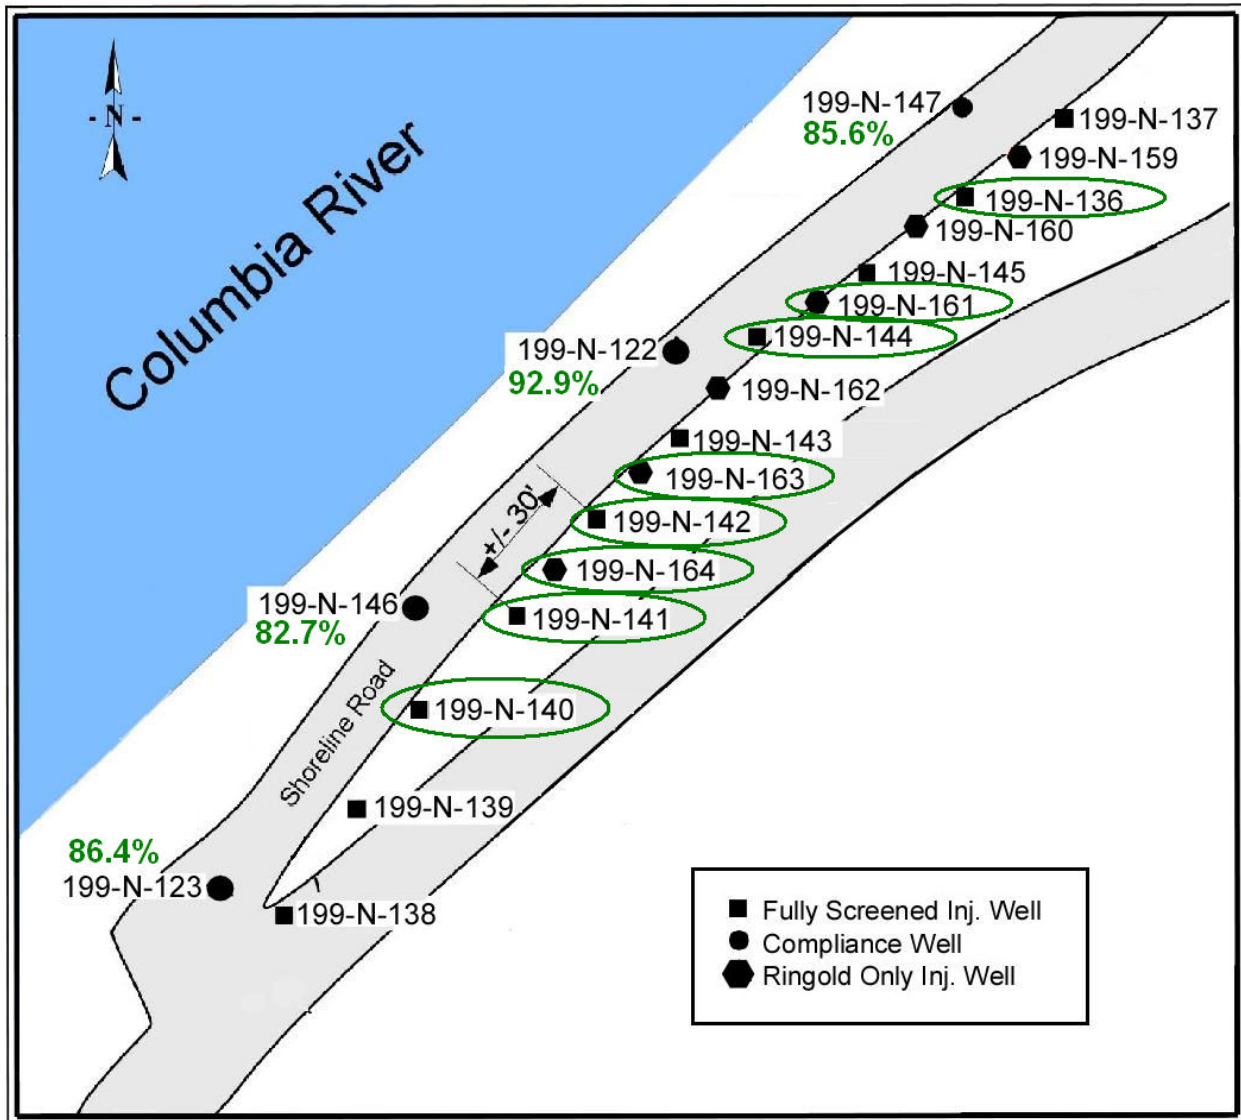 - N -
Columbia River
199-N-147
85.6%
199-N-137
199-N-159
199-N-136
199-N-160
199-N-145
199-N-161
199-N-144
199-N-122
92.9%
199-N-162
199-N-143
199-N-163
+/- 30'
199-N-142
199-N-164
199-N-146
82.7%
199-N-141
Shoreline Road
199-N-140
199-N-139
86.4%
199-N-123
199-N-138
Fully Screened Inj. Well
Compliance Well
Ringold Only Inj. Well